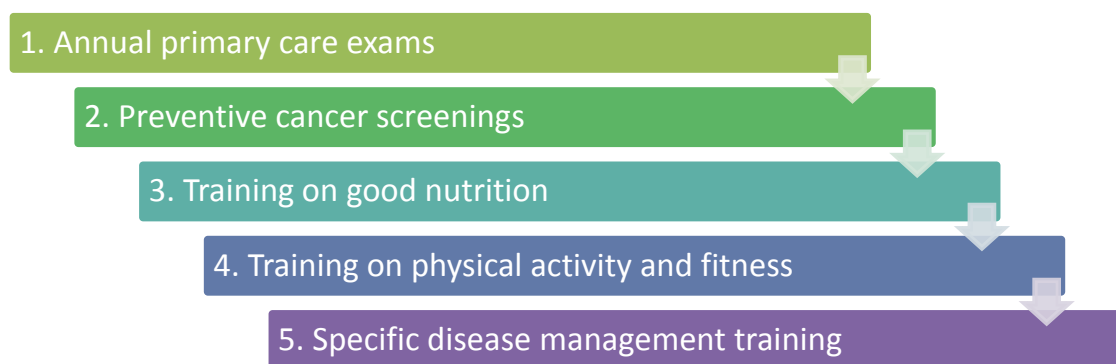 1. Annual primary care exams
2. Preventive cancer screenings
3. Training on good nutrition
4. Training on physical activity and fitness
5. Specific disease management training